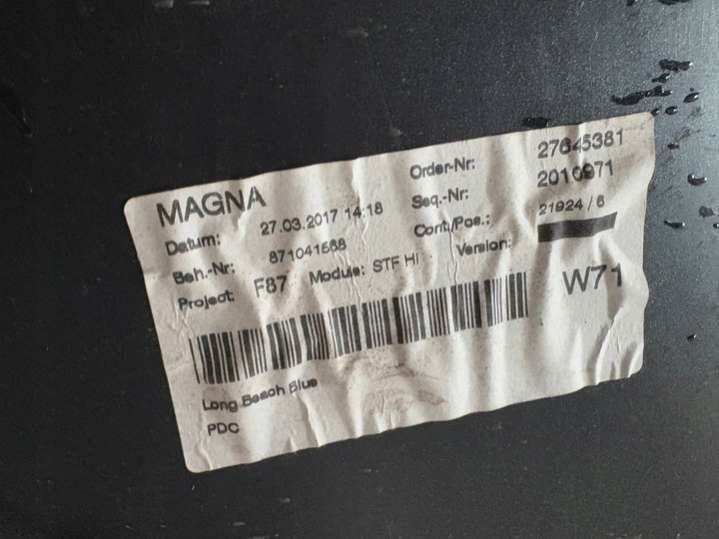 MAGNA
Datum: 27.03.2017 14:18
Beh.-Nr: 871041568
Project: F87 Module: STF HI
Order-Nr: 27645381
Seq.-Nr: 2010971
Cont/Pos.: 21924 / 6
Version:
W71
Long Beach Blue
PDC